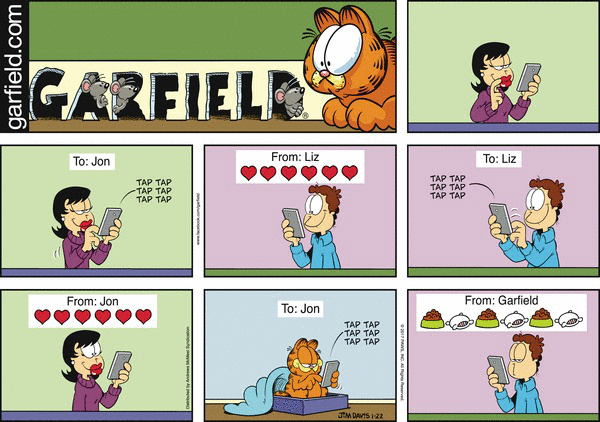 garfield.com
GARFIELD
®
To: Jon
TAP TAP
TAP TAP
TAP TAP
www.facebook.com/garfield
From: Liz
To: Liz
TAP TAP
TAP TAP
TAP TAP
From: Jon
Distributed by Andrews McMeel Syndication
To: Jon
TAP TAP
TAP TAP
TAP TAP
JIM DAVIS 1-22
© 2017 PAWS, INC. All Rights Reserved.
From: Garfield